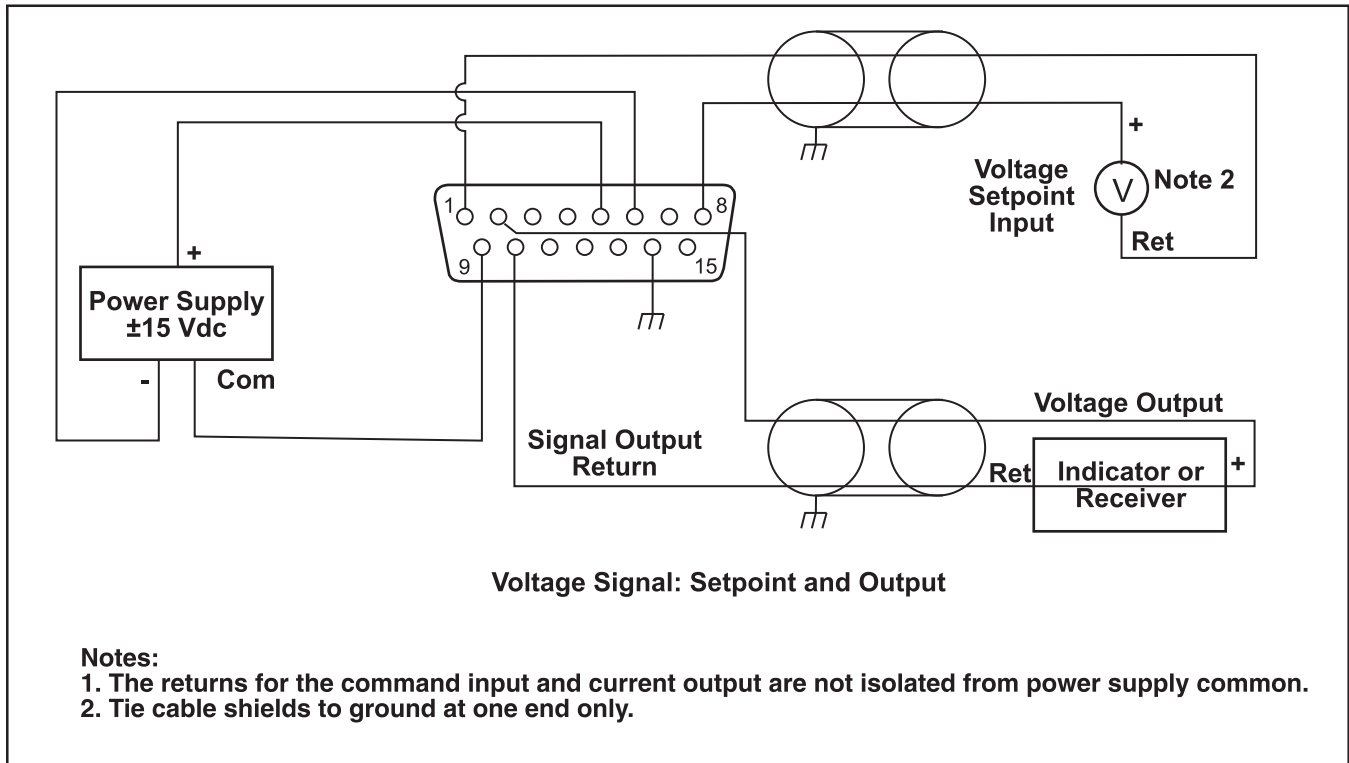 +
Voltage
Setpoint
Input
V
Note 2
Ret
1
8
9
15
+
Power Supply
±15 Vdc
-
Com
Voltage Output
Signal Output
Return
Ret
Indicator or
Receiver
+
Voltage Signal: Setpoint and Output
Notes:
1. The returns for the command input and current output are not isolated from power supply common.
2. Tie cable shields to ground at one end only.